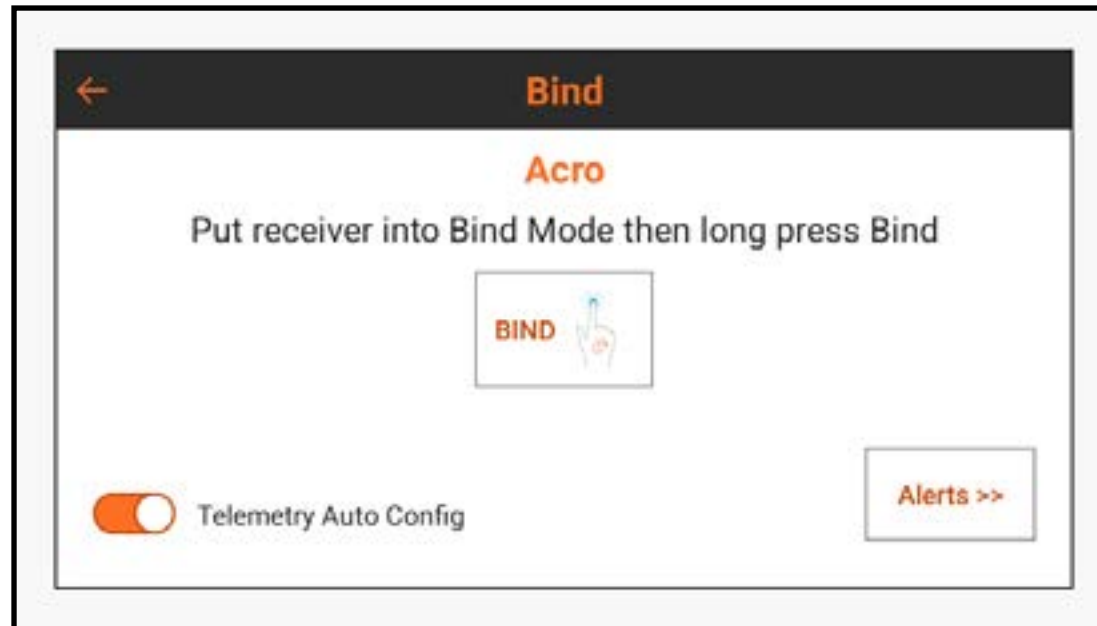 Bind
Acro
Put receiver into Bind Mode then long press Bind
BIND
Telemetry Auto Config
Alerts >>